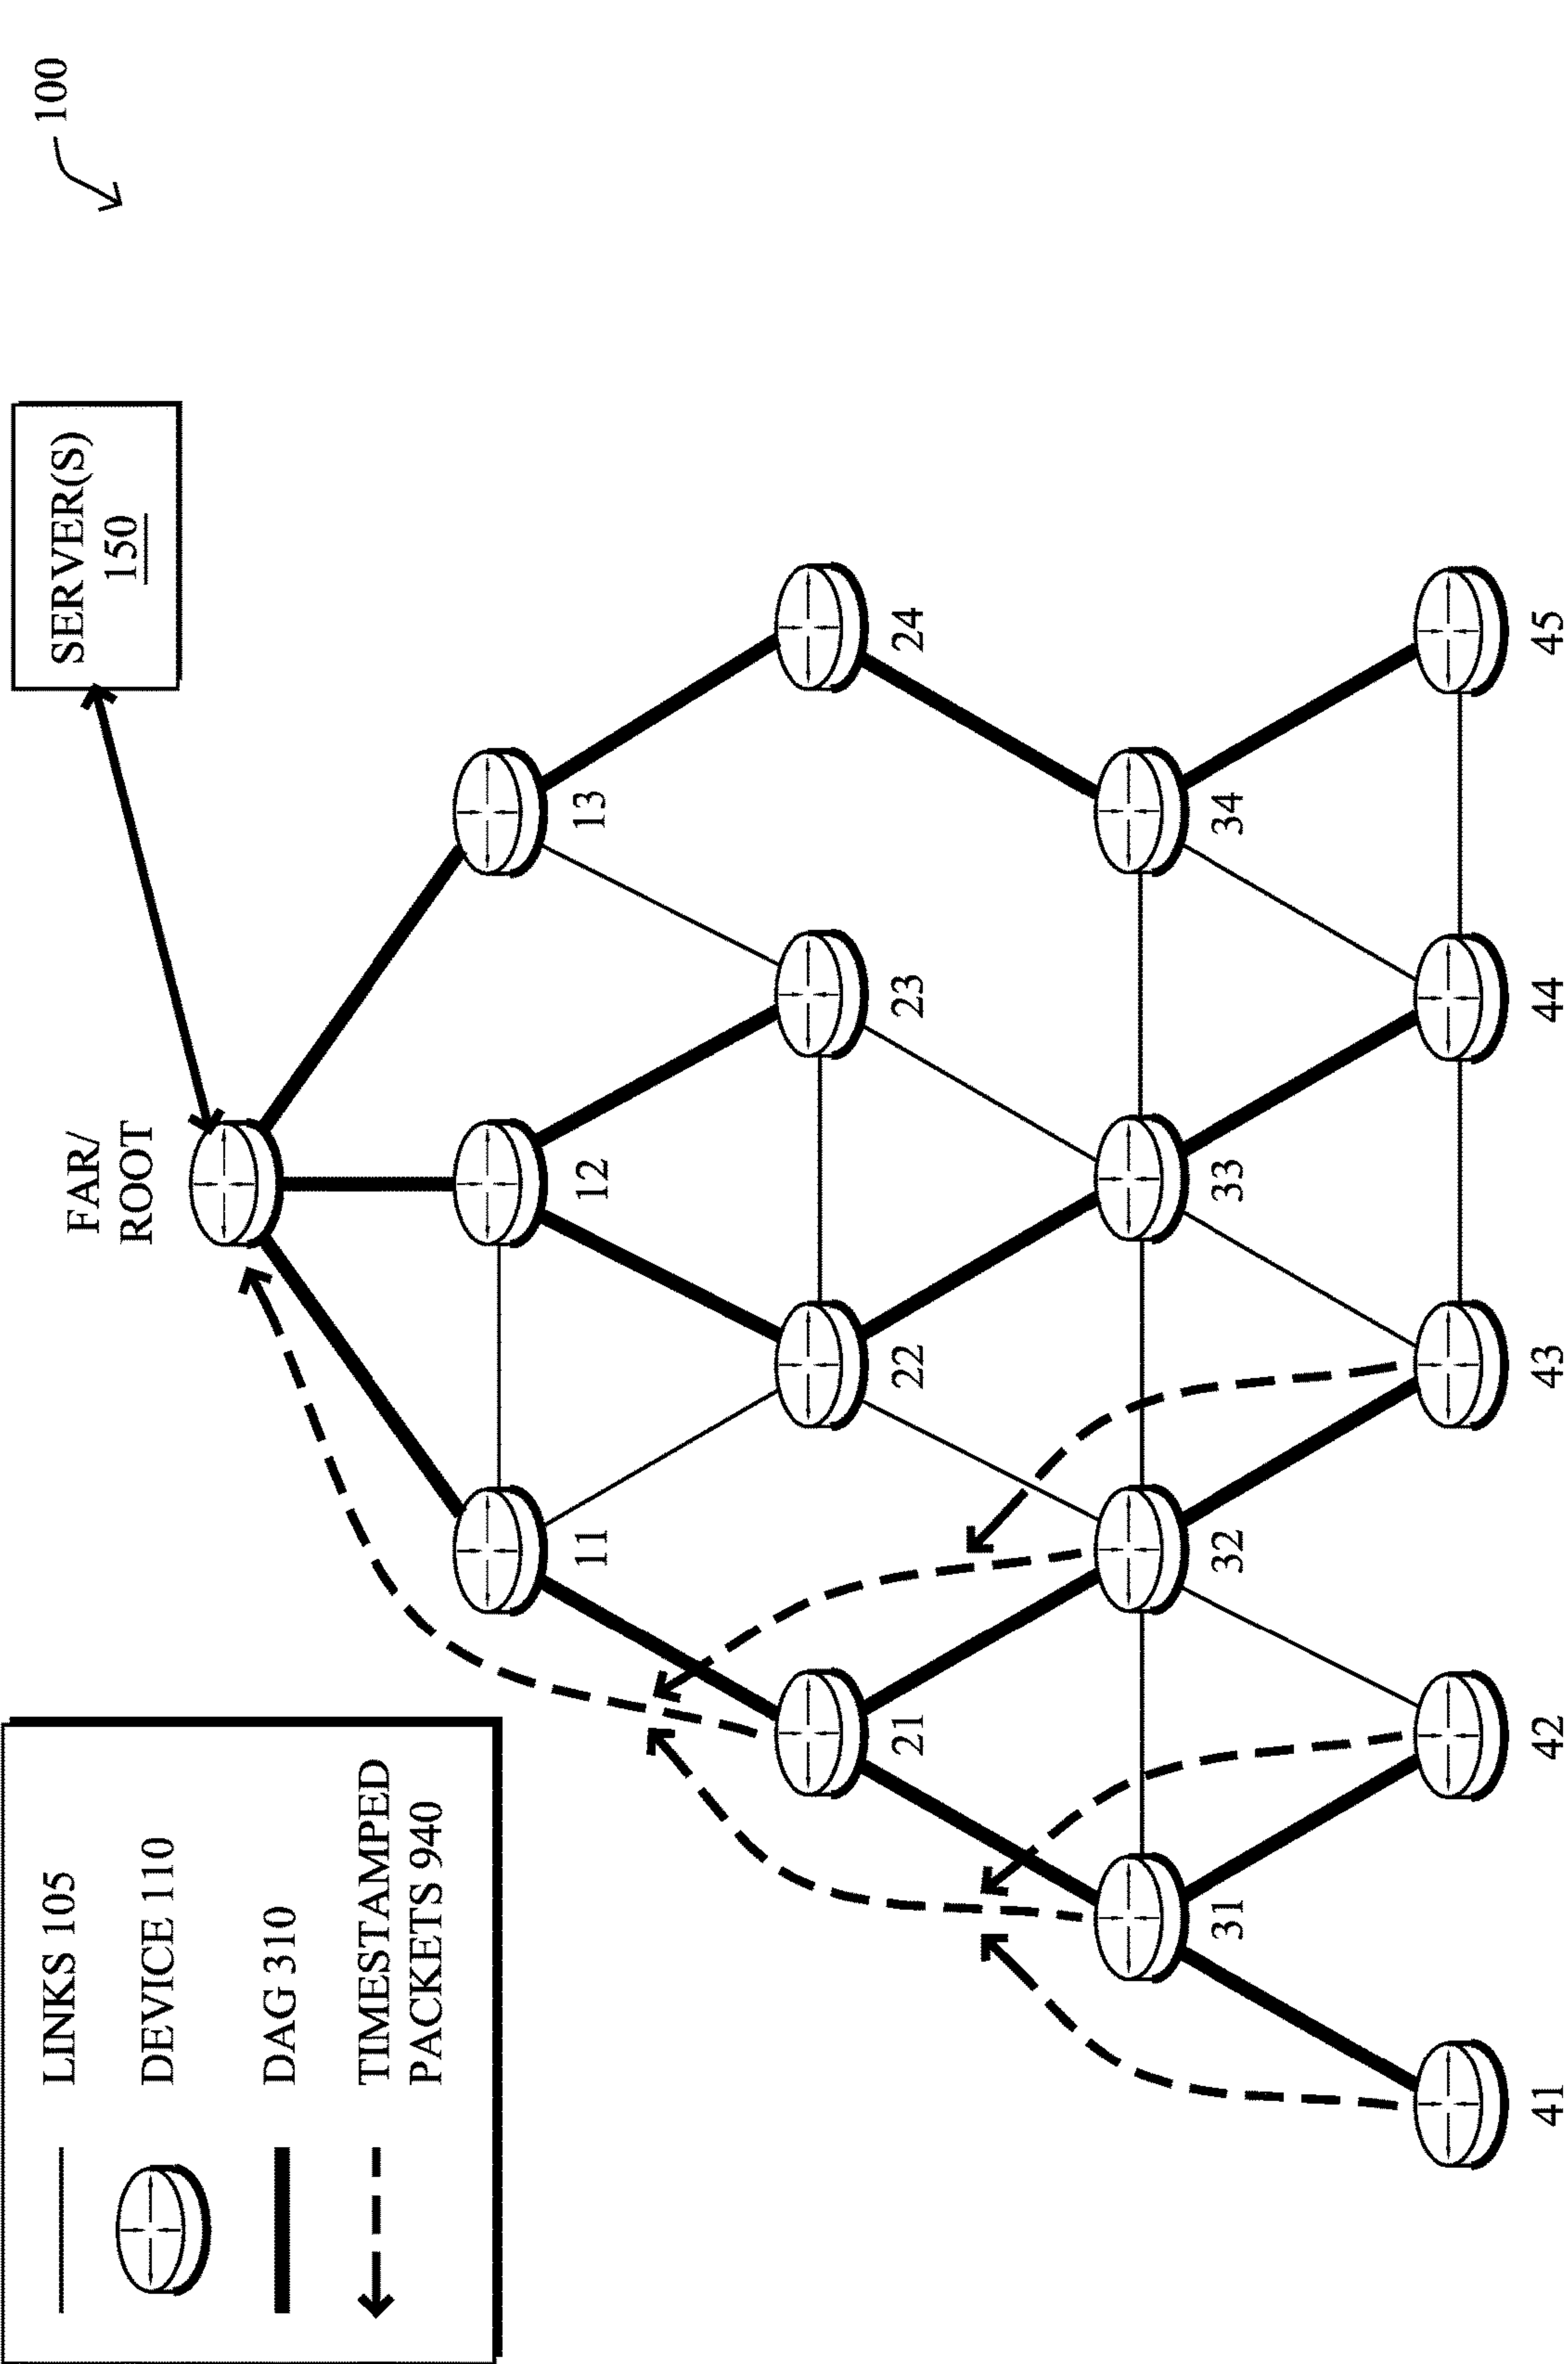 100
SERVER(S)
150
FAR/
ROOT
LINKS 105
DEVICE 110
DAG 310
TIMESTAMPED
PACKETS 940
11
12
13
21
22
23
24
31
32
33
34
41
42
43
44
45